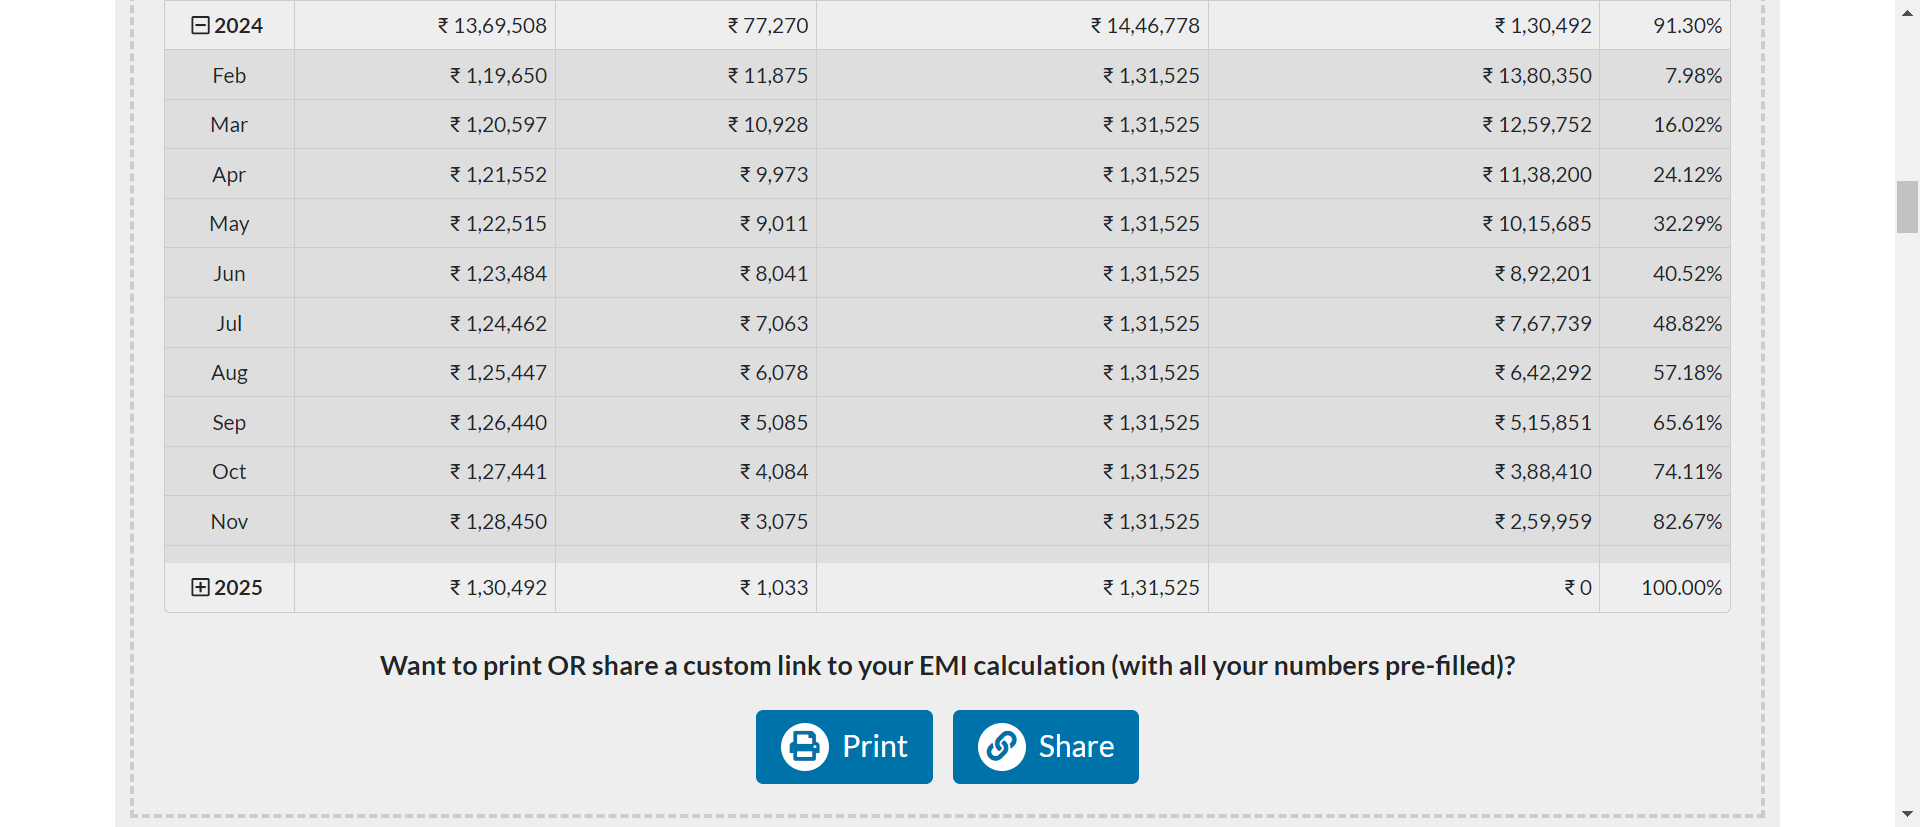 2024 ₹ 13,69,508 ₹ 77,270 ₹ 14,46,778 ₹ 1,30,492 91.30%
Feb ₹ 1,19,650 ₹ 11,875 ₹ 1,31,525 ₹ 13,80,350 7.98%
Mar ₹ 1,20,597 ₹ 10,928 ₹ 1,31,525 ₹ 12,59,752 16.02%
Apr ₹ 1,21,552 ₹ 9,973 ₹ 1,31,525 ₹ 11,38,200 24.12%
May ₹ 1,22,515 ₹ 9,011 ₹ 1,31,525 ₹ 10,15,685 32.29%
Jun ₹ 1,23,484 ₹ 8,041 ₹ 1,31,525 ₹ 8,92,201 40.52%
Jul ₹ 1,24,462 ₹ 7,063 ₹ 1,31,525 ₹ 7,67,739 48.82%
Aug ₹ 1,25,447 ₹ 6,078 ₹ 1,31,525 ₹ 6,42,292 57.18%
Sep ₹ 1,26,440 ₹ 5,085 ₹ 1,31,525 ₹ 5,15,851 65.61%
Oct ₹ 1,27,441 ₹ 4,084 ₹ 1,31,525 ₹ 3,88,410 74.11%
Nov ₹ 1,28,450 ₹ 3,075 ₹ 1,31,525 ₹ 2,59,959 82.67%
2025 ₹ 1,30,492 ₹ 1,033 ₹ 1,31,525 ₹ 0 100.00%
Want to print OR share a custom link to your EMI calculation (with all your numbers pre-filled)?
Print Share